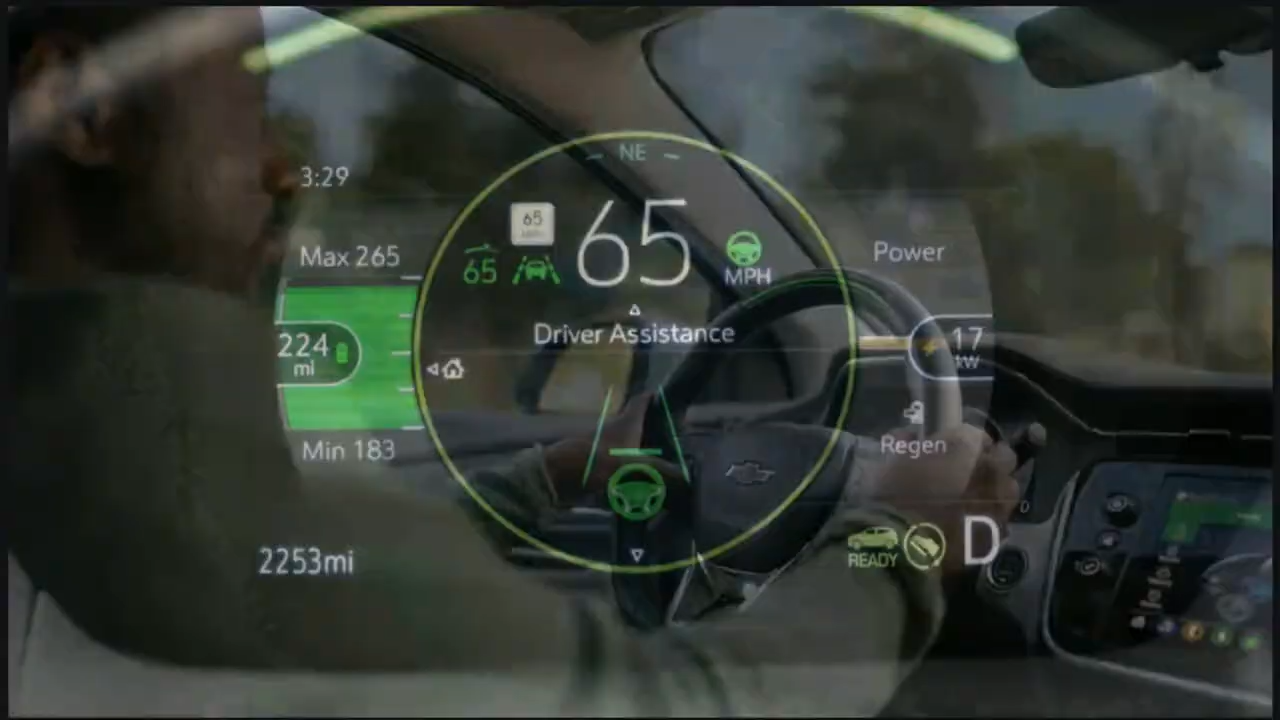 NE
3:29
65
65
65
MPH
Max 265
Power
Driver Assistance
224
mi
17
kW
Min 183
Regen
2253mi
READY
D